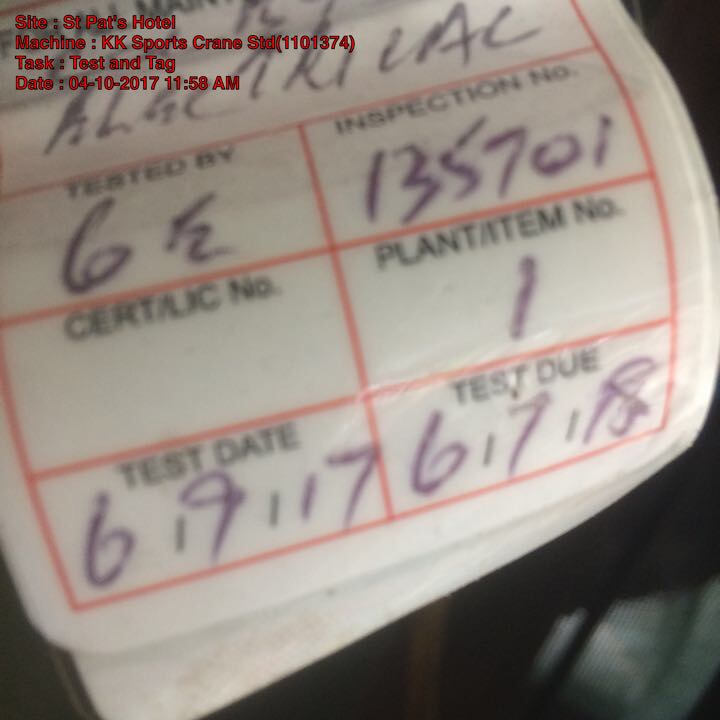 Site : St Pat's Hotel
Machine : KK Sports Crane Std(1101374)
Task : Test and Tag
Date : 04-10-2017 11:58 AM
TESTED BY
INSPECTION No.
135701
CERT/LIC No.
PLANT/ITEM No.
1
TEST DATE
6/9/17
TEST DUE
6/7/18